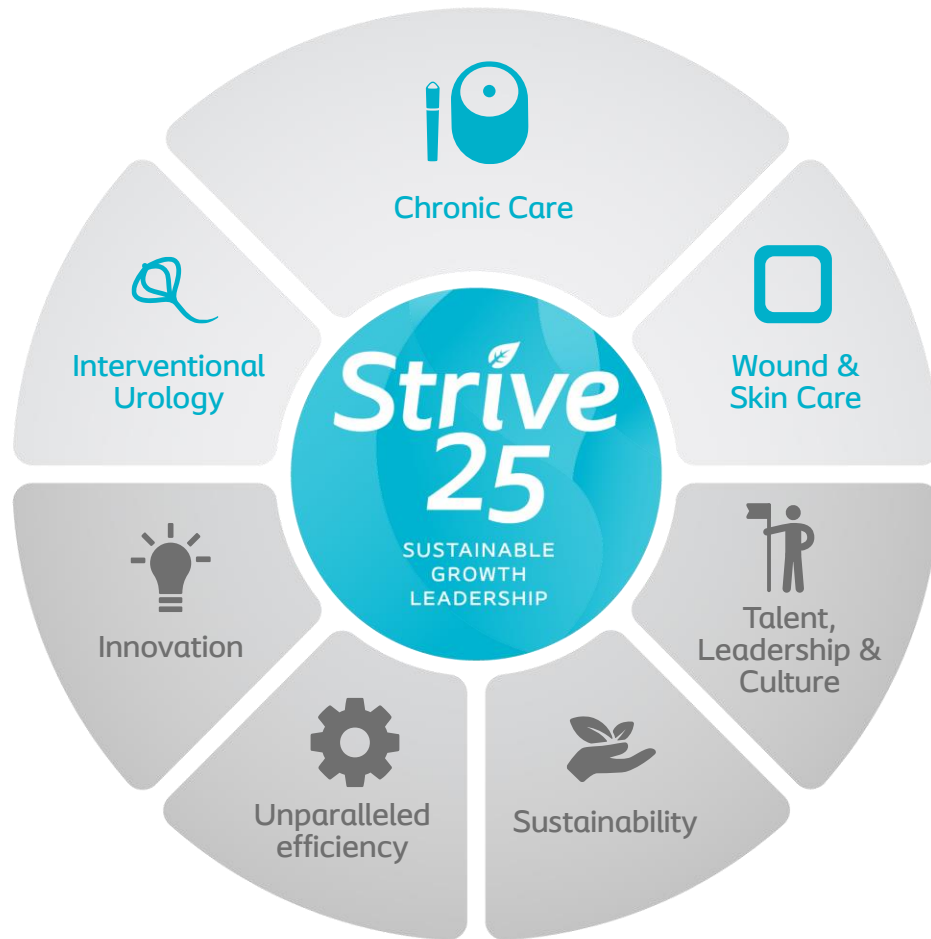 Chronic Care
Interventional
Urology
Wound &
Skin Care
Strive
25
SUSTAINABLE
GROWTH
LEADERSHIP
Innovation
Talent,
Leadership &
Culture
Unparalleled
efficiency
Sustainability